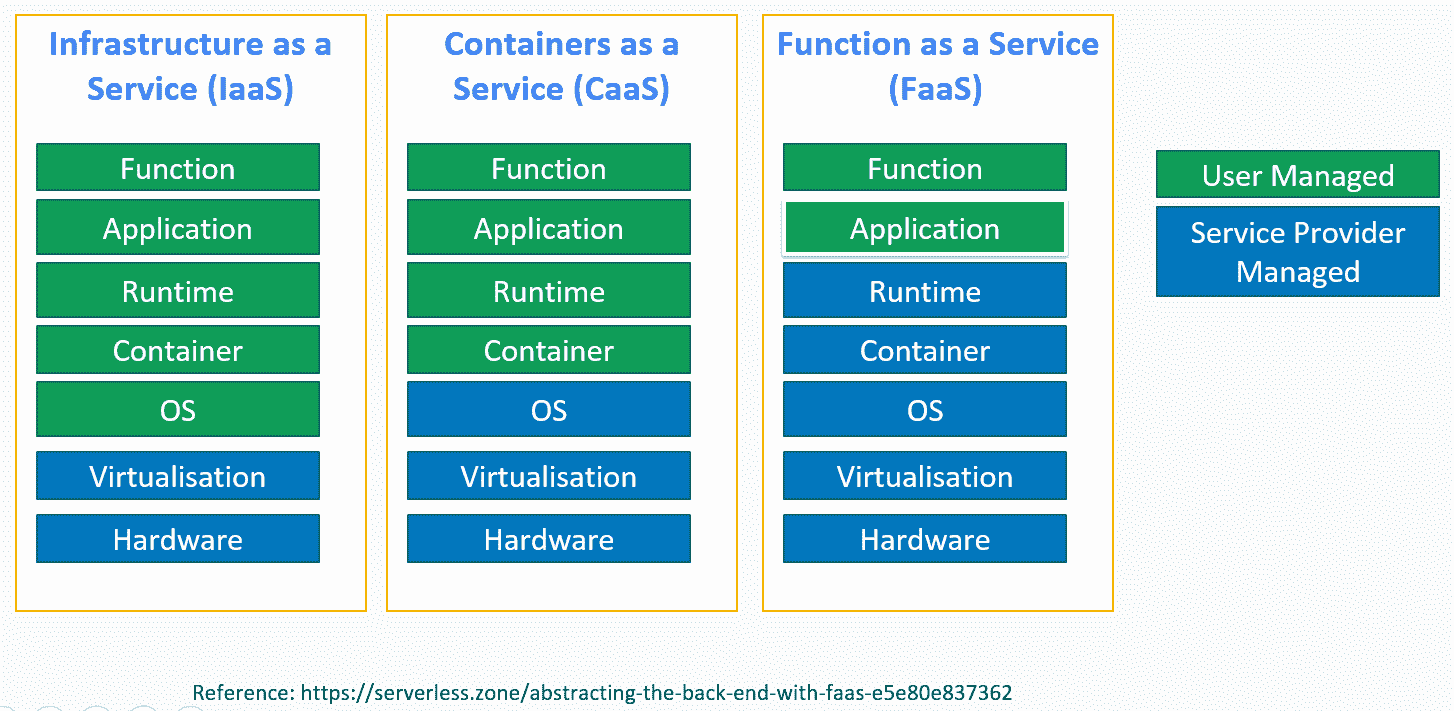 Infrastructure as a
Service (IaaS)
Function
Application
Runtime
Container
OS
Virtualisation
Hardware
Containers as a
Service (CaaS)
Function
Application
Runtime
Container
OS
Virtualisation
Hardware
Function as a Service
(FaaS)
Function
Application
Runtime
Container
OS
Virtualisation
Hardware
User Managed
Service Provider
Managed
Reference: https://serverless.zone/abstracting-the-back-end-with-faas-e5e80e837362